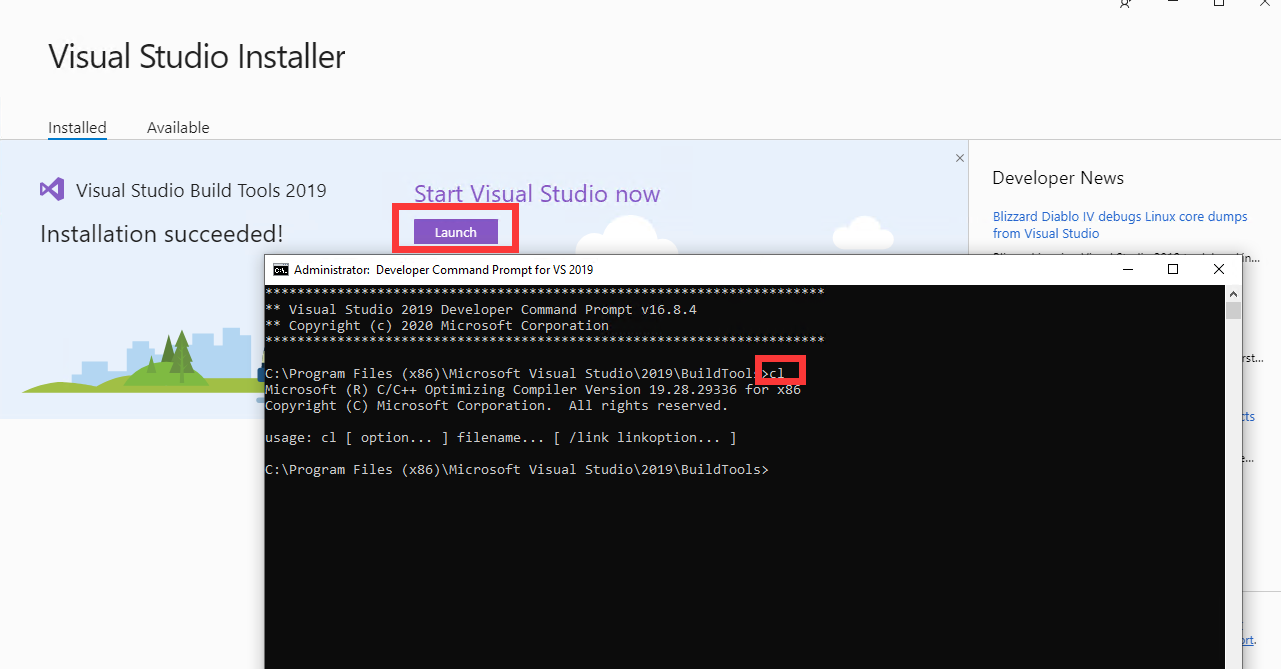 Visual Studio Installer
Installed
Available
Visual Studio Build Tools 2019
Installation succeeded!
Start Visual Studio now
Launch
Developer News
Blizzard Diablo IV debugs Linux core dumps
from Visual Studio
Administrator: Developer Command Prompt for VS 2019
**********************************************************************
** Visual Studio 2019 Developer Command Prompt v16.8.4
** Copyright (c) 2020 Microsoft Corporation
**********************************************************************
C:\Program Files (x86)\Microsoft Visual Studio\2019\BuildTools>cl
Microsoft (R) C/C++ Optimizing Compiler Version 19.28.29336 for x86
Copyright (C) Microsoft Corporation.  All rights reserved.
usage: cl [ option... ] filename... [ /link linkoption... ]
C:\Program Files (x86)\Microsoft Visual Studio\2019\BuildTools>